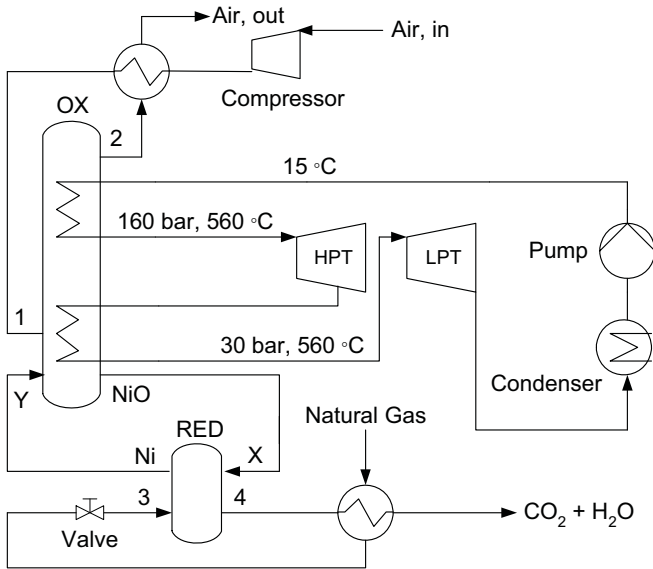 Air, out
Air, in
Compressor
OX
2
15 °C
160 bar, 560 °C
HPT
LPT
Pump
1
30 bar, 560 °C
Condenser
Y
NiO
Natural Gas
RED
Ni
X
3
4
CO₂ + H₂O
Valve